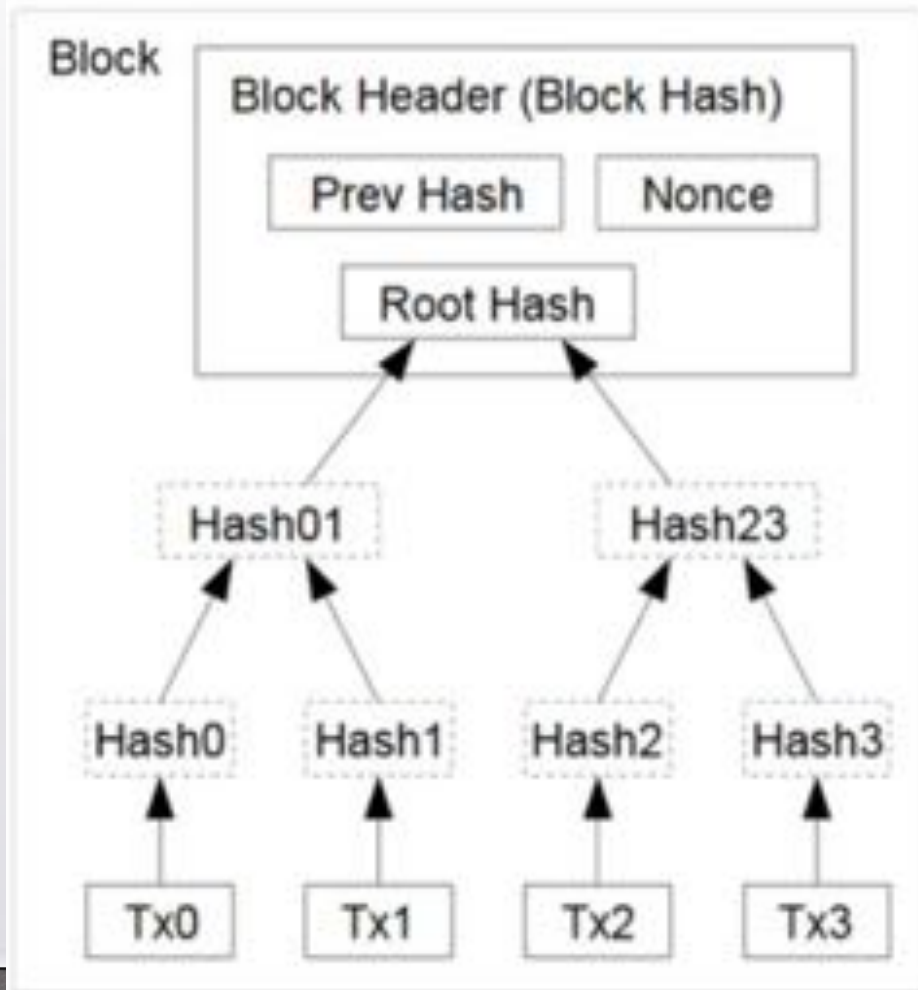 Block
Block Header (Block Hash)
Prev Hash Nonce
Root Hash
Hash01 Hash23
Hash0 Hash1 Hash2 Hash3
Tx0 Tx1 Tx2 Tx3